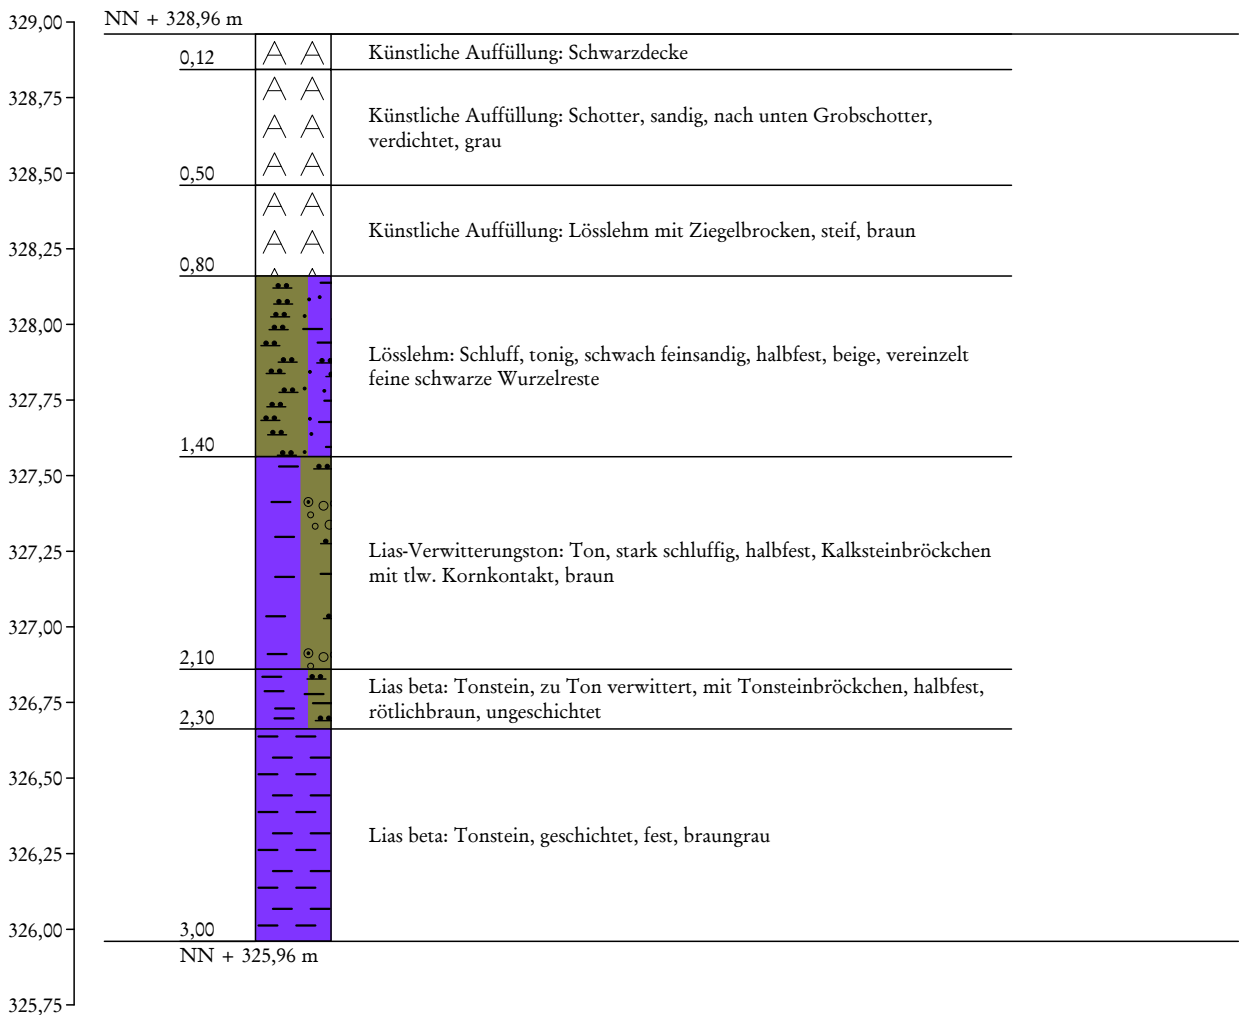 329,00
NN + 328,96 m
0,12
Künstliche Auffüllung: Schwarzdecke
328,75
Künstliche Auffüllung: Schotter, sandig, nach unten Grobschotter,
verdichtet, grau
328,50
0,50
Künstliche Auffüllung: Lösslehm mit Ziegelbrocken, steif, braun
328,25
0,80
328,00
Lösslehm: Schluff, tonig, schwach feinsandig, halbfest, beige, vereinzelt
feine schwarze Wurzelreste
327,75
1,40
327,50
327,25
Lias-Verwitterungston: Ton, stark schluffig, halbfest, Kalksteinbröckchen
mit tlw. Kornkontakt, braun
327,00
2,10
Lias beta: Tonstein, zu Ton verwittert, mit Tonsteinbröckchen, halbfest,
rötlichbraun, ungeschichtet
326,75
2,30
326,50
Lias beta: Tonstein, geschichtet, fest, braungrau
326,25
326,00
3,00
NN + 325,96 m
325,75